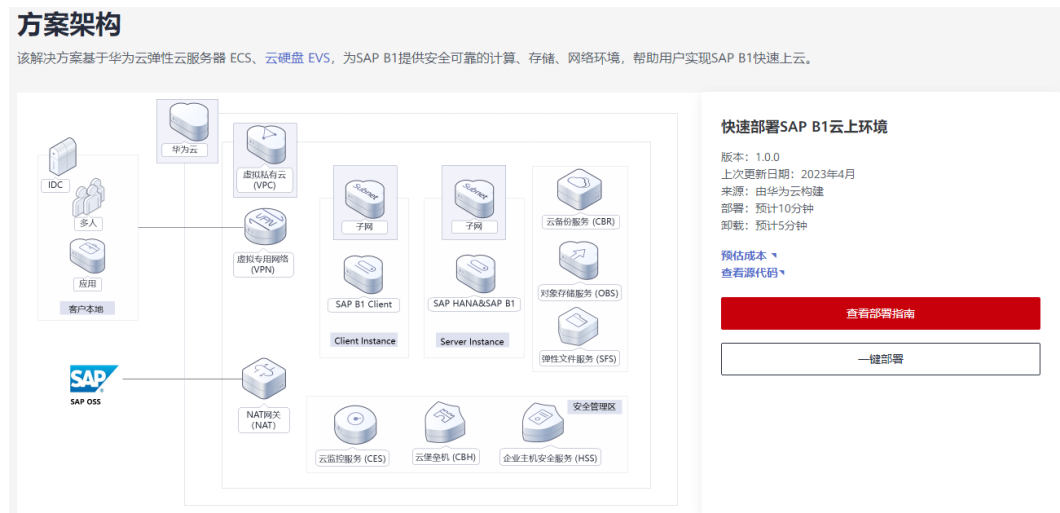 方案架构
该解决方案基于华为云弹性云服务器 ECS、云硬盘 EVS，为SAP B1提供安全可靠的计算、存储、网络环境，帮助用户实现SAP B1快速上云。
华为云
虚拟私有云
(VPC)
IDC
多人
应用
客户本地
虚拟专用网络
(VPN)
VPN
Subnet
子网
Subnet
子网
SAP B1 Client
Client Instance
SAP HANA&SAP B1
Server Instance
云备份服务 (CBR)
对象存储服务 (OBS)
弹性文件服务 (SFS)
SAP
SAP OSS
NAT网关
(NAT)
安全管理区
云监控服务 (CES)
云堡垒机 (CBH)
企业主机安全服务 (HSS)
快速部署SAP B1云上环境
版本：1.0.0
上次更新日期：2023年4月
来源：由华为云构建
部署：预计10分钟
卸载：预计5分钟
预估成本
查看源代码
查看部署指南
一键部署